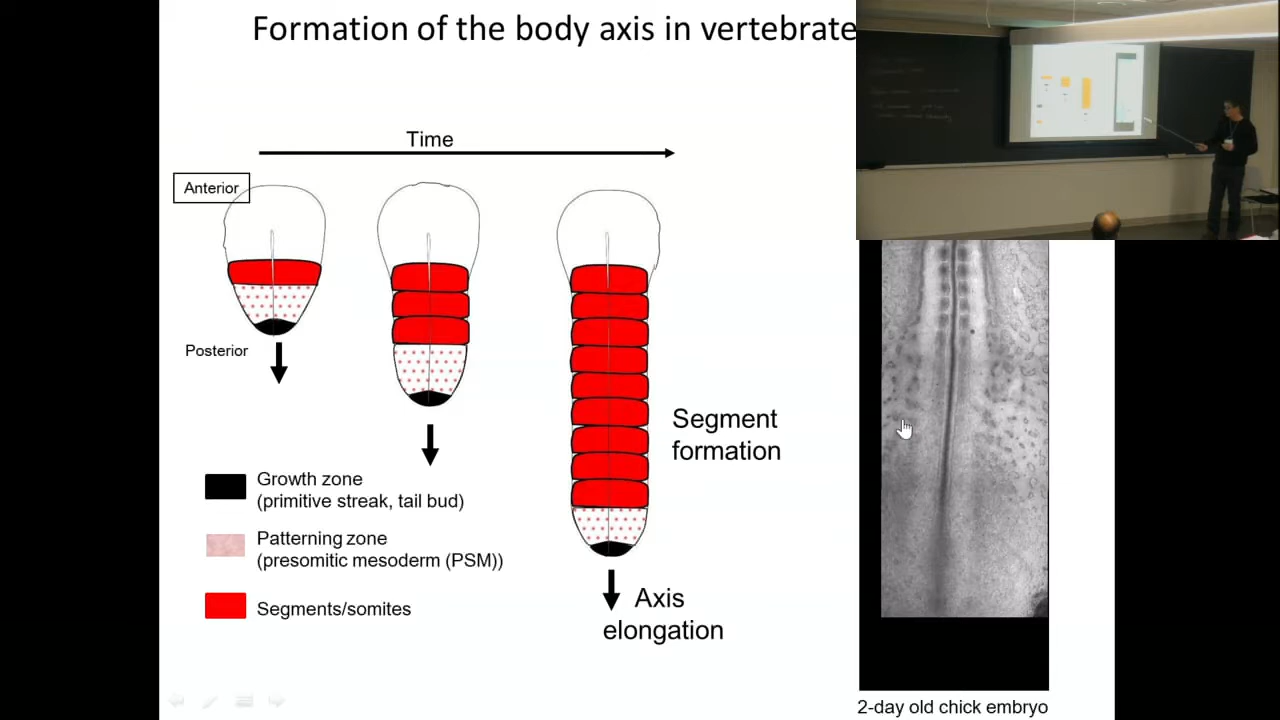 Formation of the body axis in vertebrate
Time
Anterior
Posterior
Segment
formation
Growth zone
(primitive streak, tail bud)
Patterning zone
(presomitic mesoderm (PSM))
Segments/somites
Axis
elongation
2-day old chick embryo